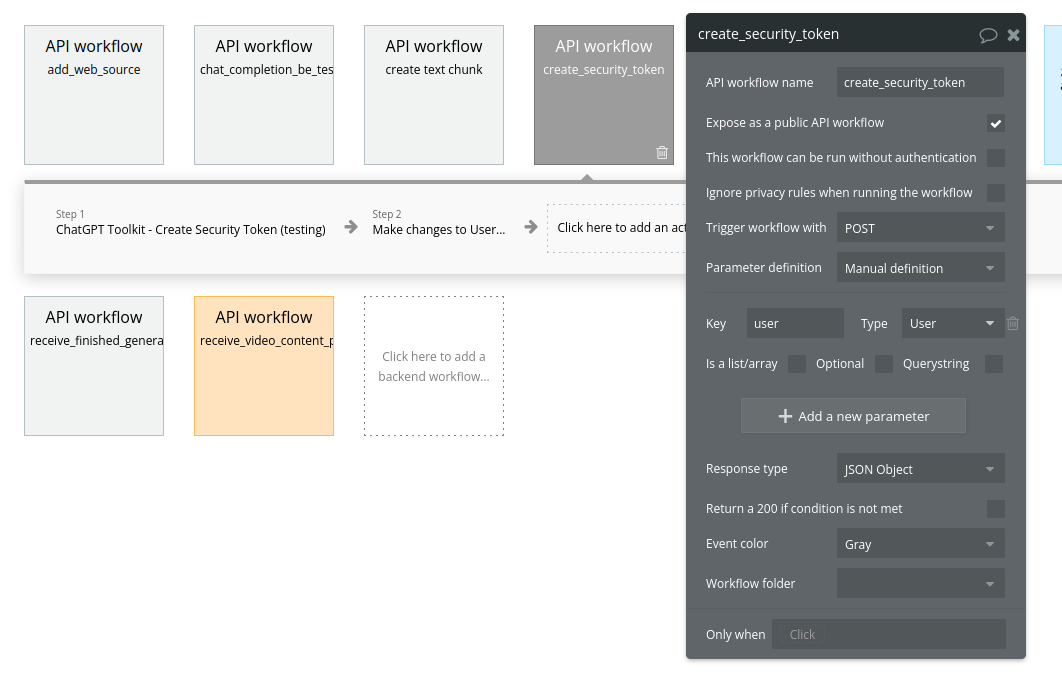 API workflow
add_web_source
API workflow
chat_completion_be_tes
API workflow
create text chunk
API workflow
create_security_token
Step 1
ChatGPT Toolkit - Create Security Token (testing)
Step 2
Make changes to User...
Click here to add an act
API workflow
receive_finished_genera
API workflow
receive_video_content_p
Click here to add a
backend workflow...
create_security_token
API workflow name
create_security_token
Expose as a public API workflow
This workflow can be run without authentication
Ignore privacy rules when running the workflow
Trigger workflow with
POST
Parameter definition
Manual definition
Key
user
Type
User
Is a list/array
Optional
Querystring
Add a new parameter
Response type
JSON Object
Return a 200 if condition is not met
Event color
Gray
Workflow folder
Only when
Click